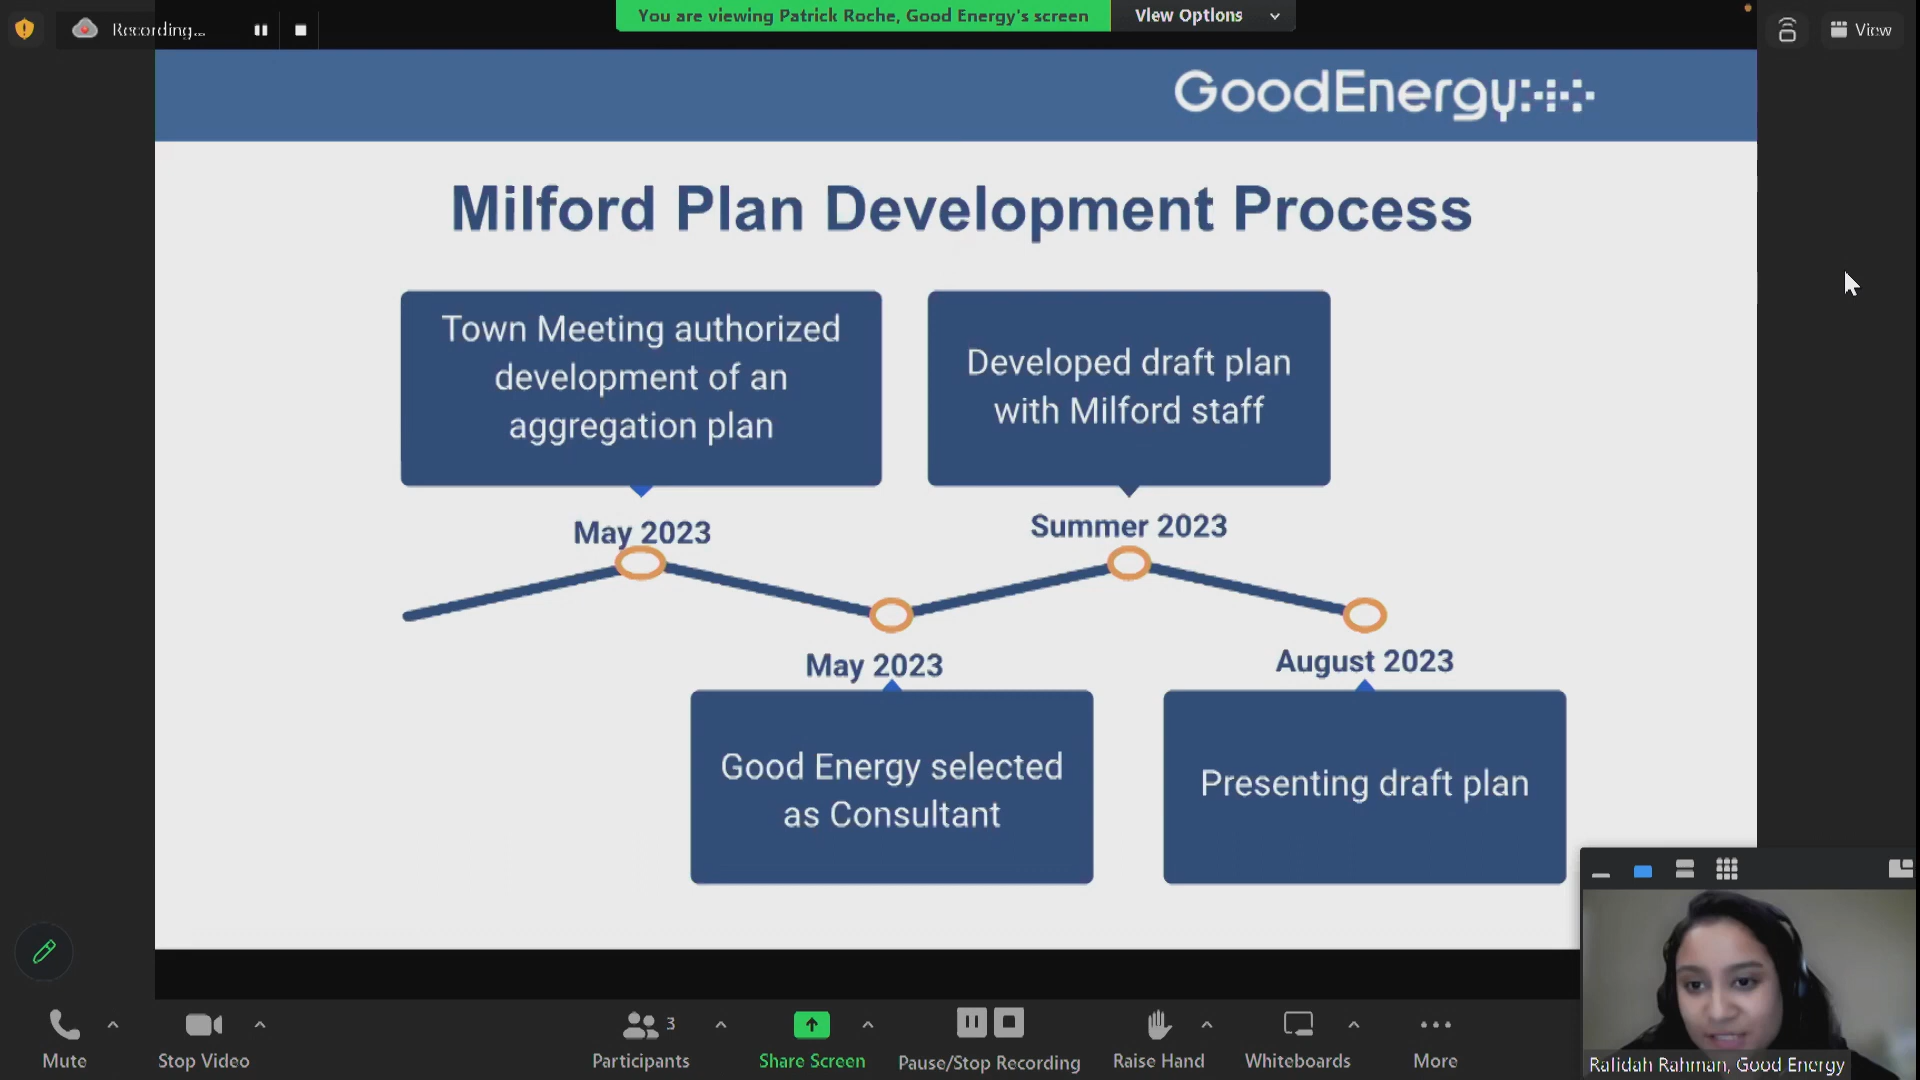 You are viewing Patrick Roche, Good Energy's screen
View Options
Recording...
View
GoodEnergy
Milford Plan Development Process
Town Meeting authorized
development of an
aggregation plan
Developed draft plan
with Milford staff
May 2023
Summer 2023
May 2023
August 2023
Good Energy selected
as Consultant
Presenting draft plan
Mute
Stop Video
Participants
3
Share Screen
Pause/Stop Recording
Raise Hand
Whiteboards
More
Ralidah Rahman, Good Energy